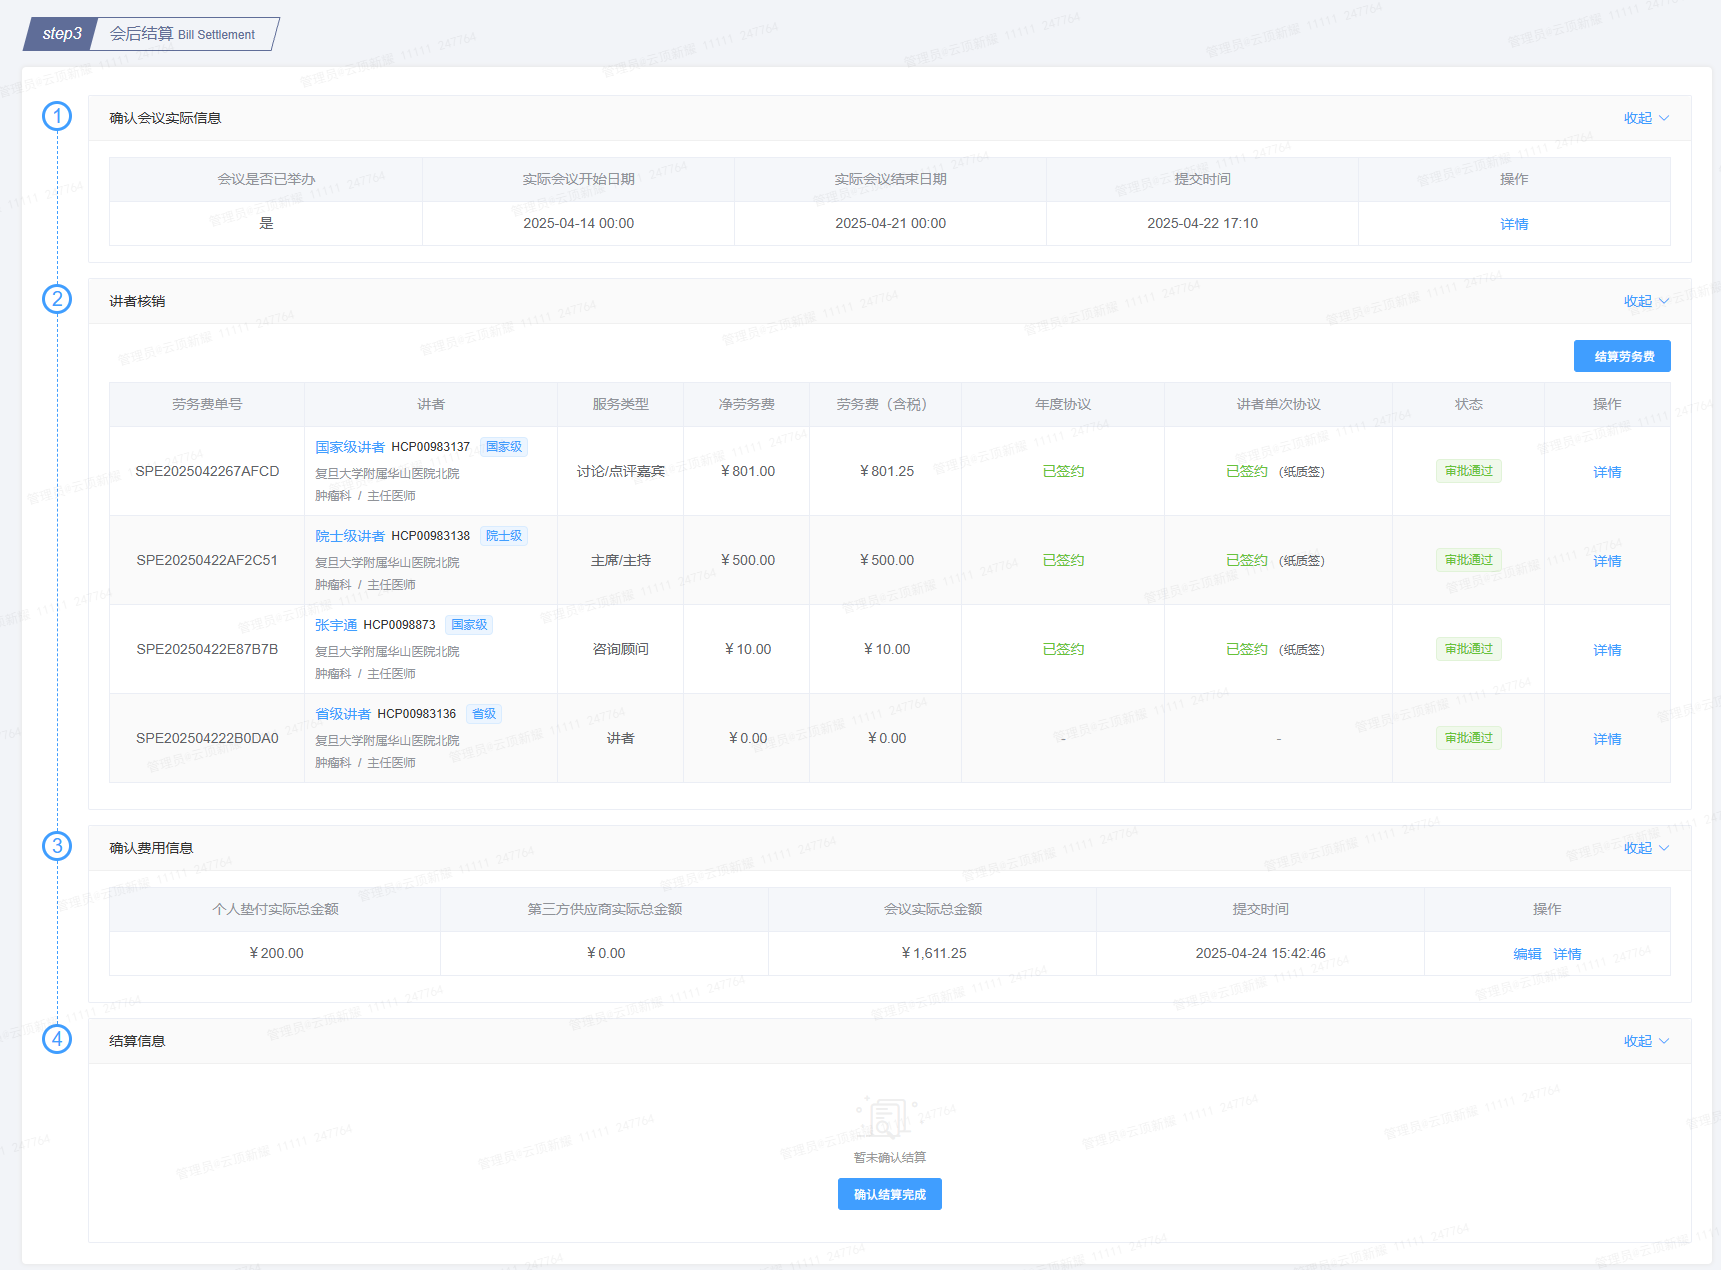 step3 会后结算 Bill Settlement
1 确认会议实际信息 收起
会议是否已举办 实际会议开始日期 实际会议结束日期 提交时间 操作
是 2025-04-14 00:00 2025-04-21 00:00 2025-04-22 17:10 详情
2 讲者核销 收起
结算劳务费
劳务费单号 讲者 服务类型 净劳务费 劳务费（含税） 年度协议 讲者单次协议 状态 操作
国家级讲者 HCP00983137 国家级
SPE2025042267AFCD 复旦大学附属华山医院北院 讨论/点评嘉宾 ¥801.00 ¥801.25 已签约 已签约 （纸质签） 审批通过 详情
肿瘤科 / 主任医师
院士级讲者 HCP00983138 院士级
SPE20250422AF2C51 复旦大学附属华山医院北院 主席/主持 ¥500.00 ¥500.00 已签约 已签约 （纸质签） 审批通过 详情
肿瘤科 / 主任医师
张宇通 HCP0098873 国家级
SPE20250422E87B7B 复旦大学附属华山医院北院 咨询顾问 ¥10.00 ¥10.00 已签约 已签约 （纸质签） 审批通过 详情
肿瘤科 / 主任医师
省级讲者 HCP00983136 省级
SPE202504222B0DA0 复旦大学附属华山医院北院 讲者 ¥0.00 ¥0.00 - - 审批通过 详情
肿瘤科 / 主任医师
3 确认费用信息 收起
个人垫付实际总金额 第三方供应商实际总金额 会议实际总金额 提交时间 操作
¥200.00 ¥0.00 ¥1,611.25 2025-04-24 15:42:46 编辑 详情
4 结算信息 收起
暂未确认结算
确认结算完成
管理员#云顶新耀 11111 247764